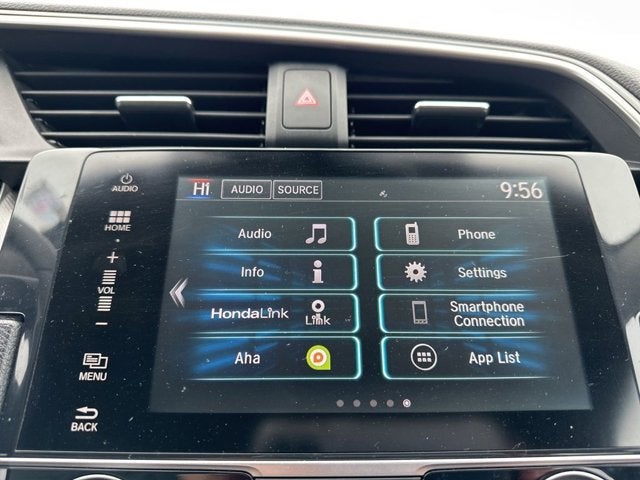 AUDIO
HOME
+
VOL
−
MENU
BACK
Hi AUDIO SOURCE 9:56
Audio
Phone
Info
Settings
HondaLink
Link
Smartphone
Connection
Aha
App List